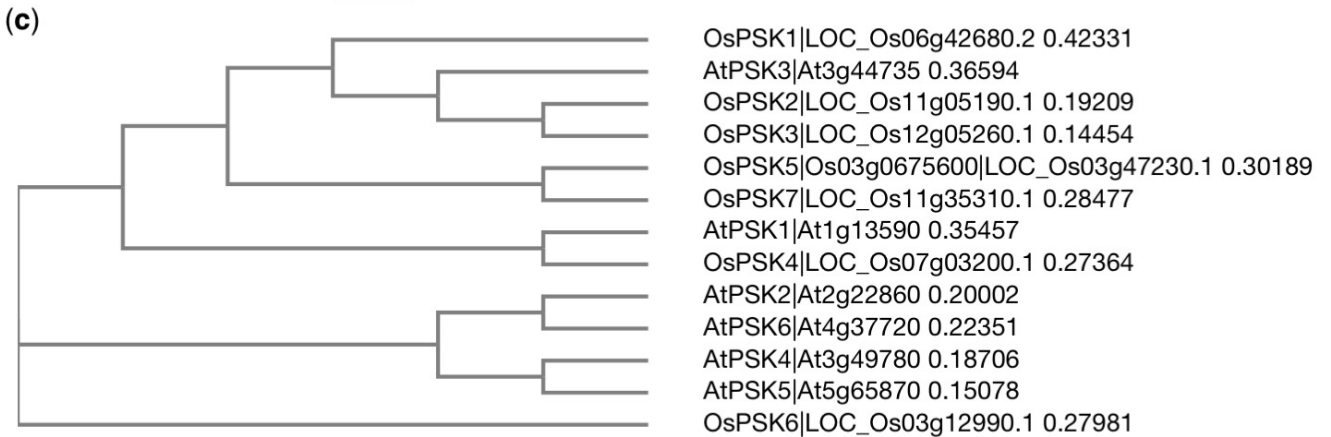 (c)
OsPSK1|LOC_Os06g42680.2 0.42331
AtPSK3|At3g44735 0.36594
OsPSK2|LOC_Os11g05190.1 0.19209
OsPSK3|LOC_Os12g05260.1 0.14454
OsPSK5|Os03g0675600|LOC_Os03g47230.1 0.30189
OsPSK7|LOC_Os11g35310.1 0.28477
AtPSK1|At1g13590 0.35457
OsPSK4|LOC_Os07g03200.1 0.27364
AtPSK2|At2g22860 0.20002
AtPSK6|At4g37720 0.22351
AtPSK4|At3g49780 0.18706
AtPSK5|At5g65870 0.15078
OsPSK6|LOC_Os03g12990.1 0.27981